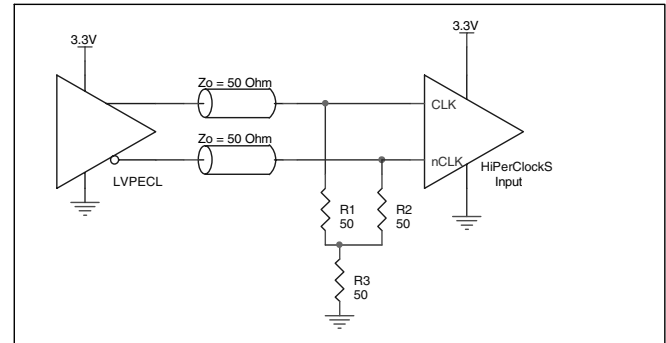 3.3V
3.3V
Zo = 50 Ohm
CLK
Zo = 50 Ohm
nCLK
HiPerClockS
Input
LVPECL
R1
50
R2
50
R3
50